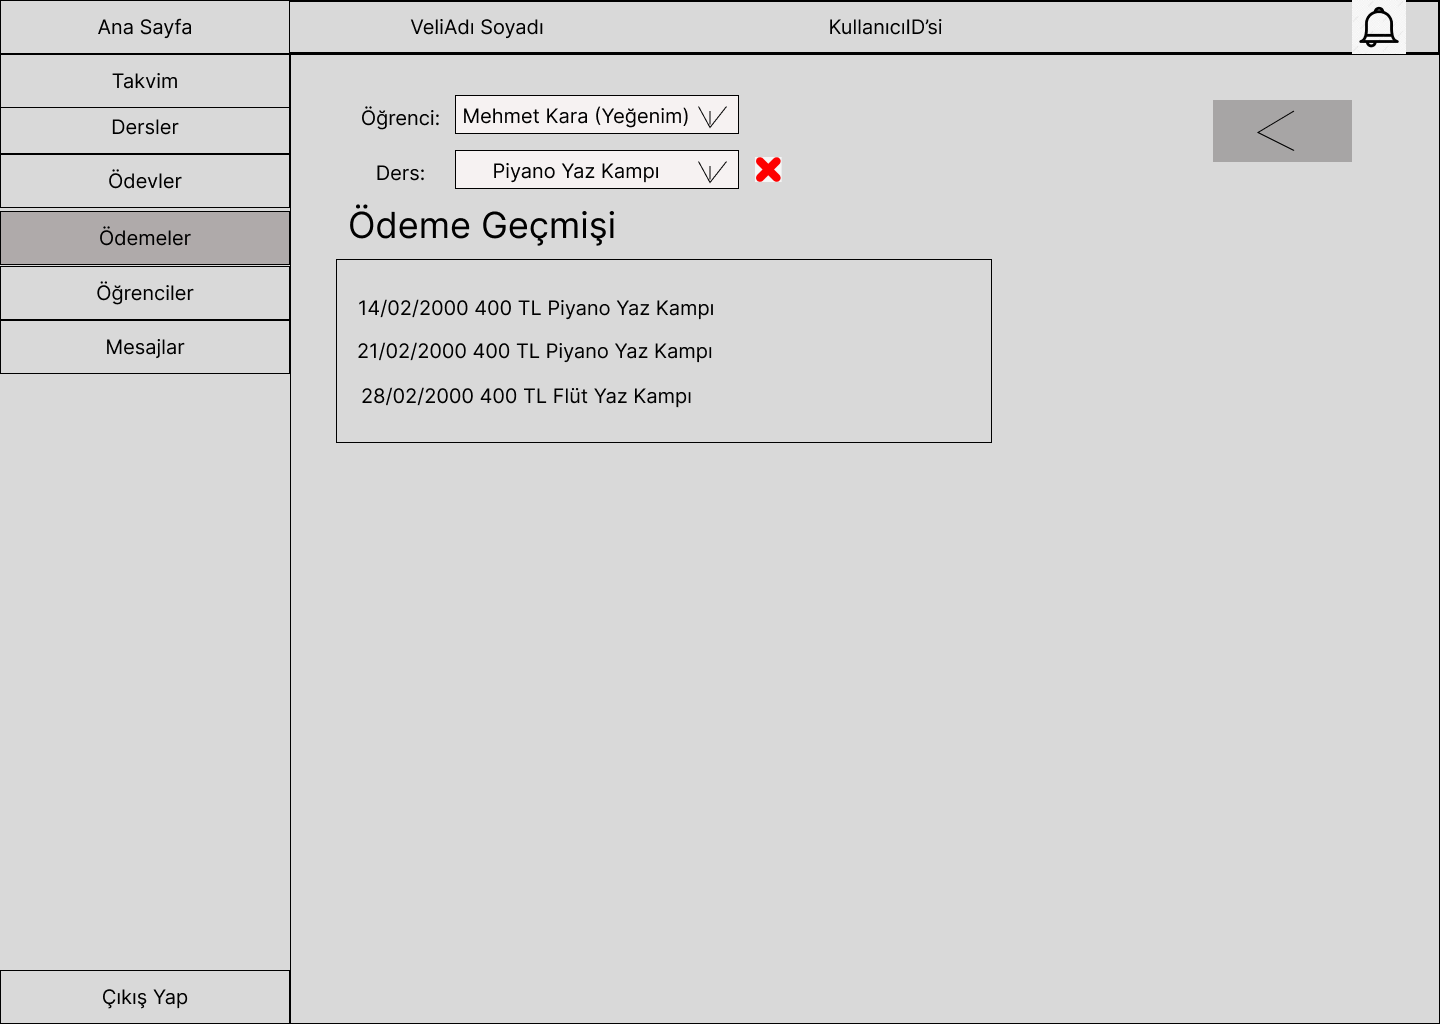 Ana Sayfa
VeliAdı Soyadı
KullanıcıID’si
Takvim
Dersler
Ödevler
Ödemeler
Öğrenciler
Mesajlar
Çıkış Yap
Öğrenci:
Mehmet Kara (Yeğenim)
Ders:
Piyano Yaz Kampı
Ödeme Geçmişi
14/02/2000 400 TL Piyano Yaz Kampı
21/02/2000 400 TL Piyano Yaz Kampı
28/02/2000 400 TL Flüt Yaz Kampı